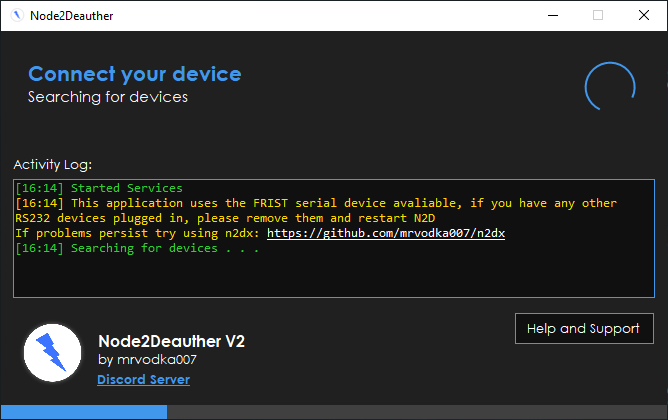 Node2Deauther
Connect your device
Searching for devices
Activity Log:
[16:14] Started Services
[16:14] This application uses the FRIST serial device avaliable, if you have any other
RS232 devices plugged in, please remove them and restart N2D
If problems persist try using n2dx: https://github.com/mrvodka007/n2dx
[16:14] Searching for devices . . .
Help and Support
Node2Deauther V2
by mrvodka007
Discord Server